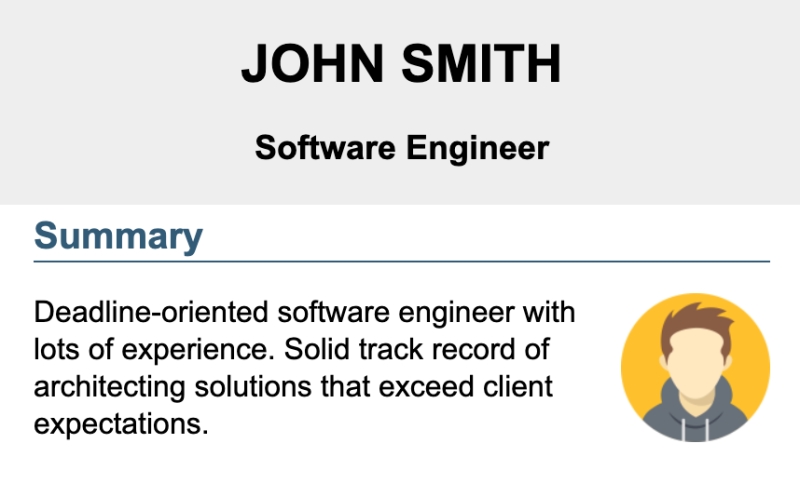 JOHN SMITH
Software Engineer
Summary
Deadline-oriented software engineer with
lots of experience. Solid track record of
architecting solutions that exceed client
expectations.